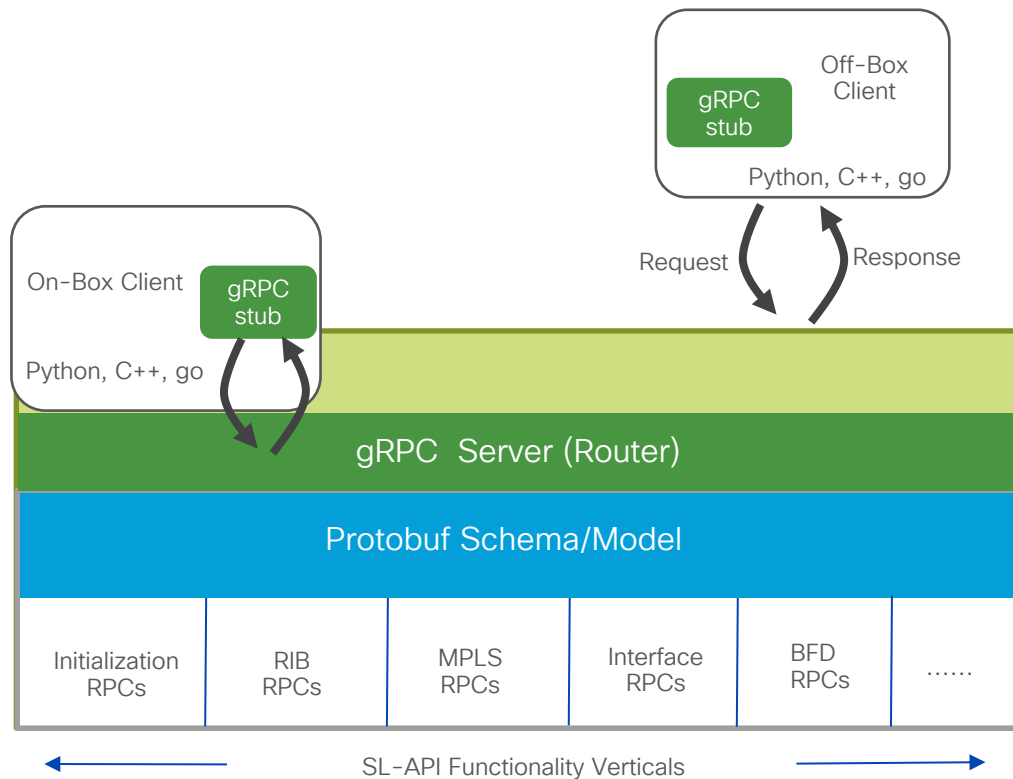 Off-Box
Client
gRPC
stub
Python, C++, go
Request
Response
On-Box Client
gRPC
stub
Python, C++, go
gRPC Server (Router)
Protobuf Schema/Model
Initialization
RPCs
RIB
RPCs
MPLS
RPCs
Interface
RPCs
BFD
RPCs
......
SL-API Functionality Verticals